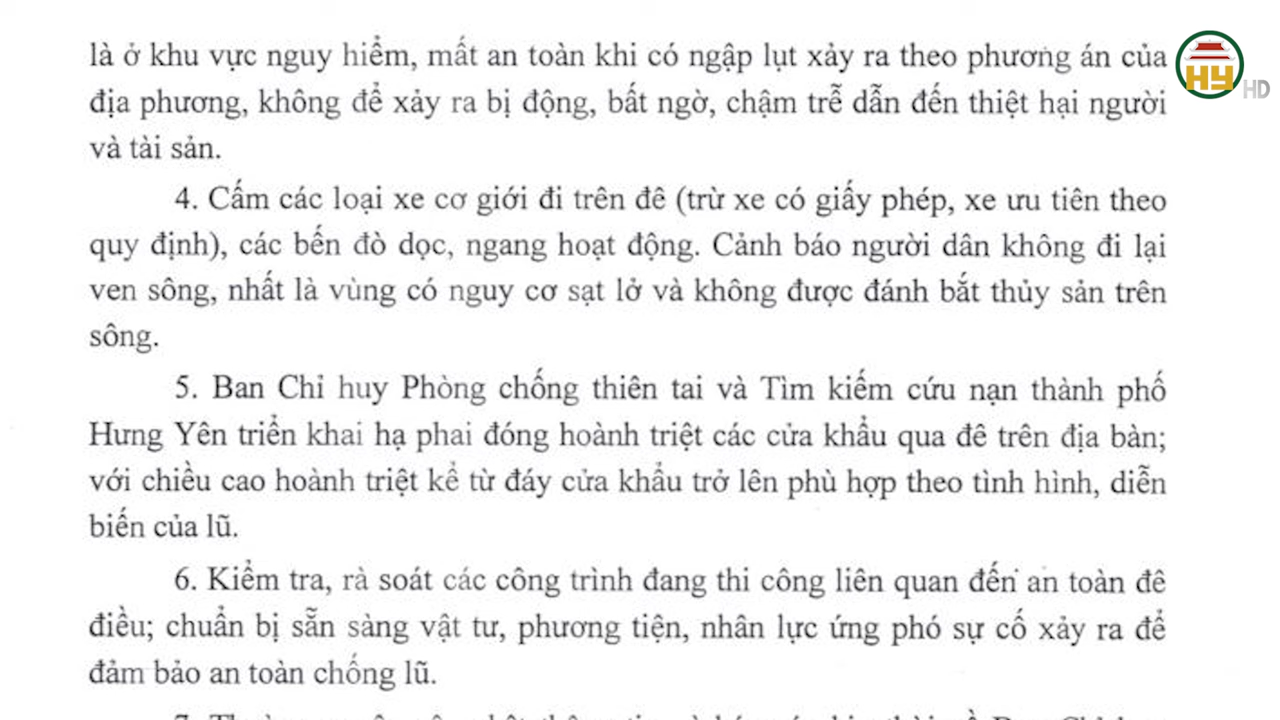 là ở khu vực nguy hiểm, mất an toàn khi có ngập lụt xảy ra theo phương án của
địa phương, không để xảy ra bị động, bất ngờ, chậm trễ dẫn đến thiệt hại người
và tài sản.
4. Cấm các loại xe cơ giới đi trên đê (trừ xe có giấy phép, xe ưu tiên theo
quy định), các bến đò dọc, ngang hoạt động. Cảnh báo người dân không đi lại
ven sông, nhất là vùng có nguy cơ sạt lở và không được đánh bắt thủy sản trên
sông.
5. Ban Chỉ huy Phòng chống thiên tai và Tìm kiếm cứu nạn thành phố
Hưng Yên triển khai hạ phai đóng hoành triệt các cửa khẩu qua đê trên địa bàn;
với chiều cao hoành triệt kể từ đáy cửa khẩu trở lên phù hợp theo tình hình, diễn
biến của lũ.
6. Kiểm tra, rà soát các công trình đang thi công liên quan đến an toàn đê
điều; chuẩn bị sẵn sàng vật tư, phương tiện, nhân lực ứng phó sự cố xảy ra để
đảm bảo an toàn chống lũ.
HY HD